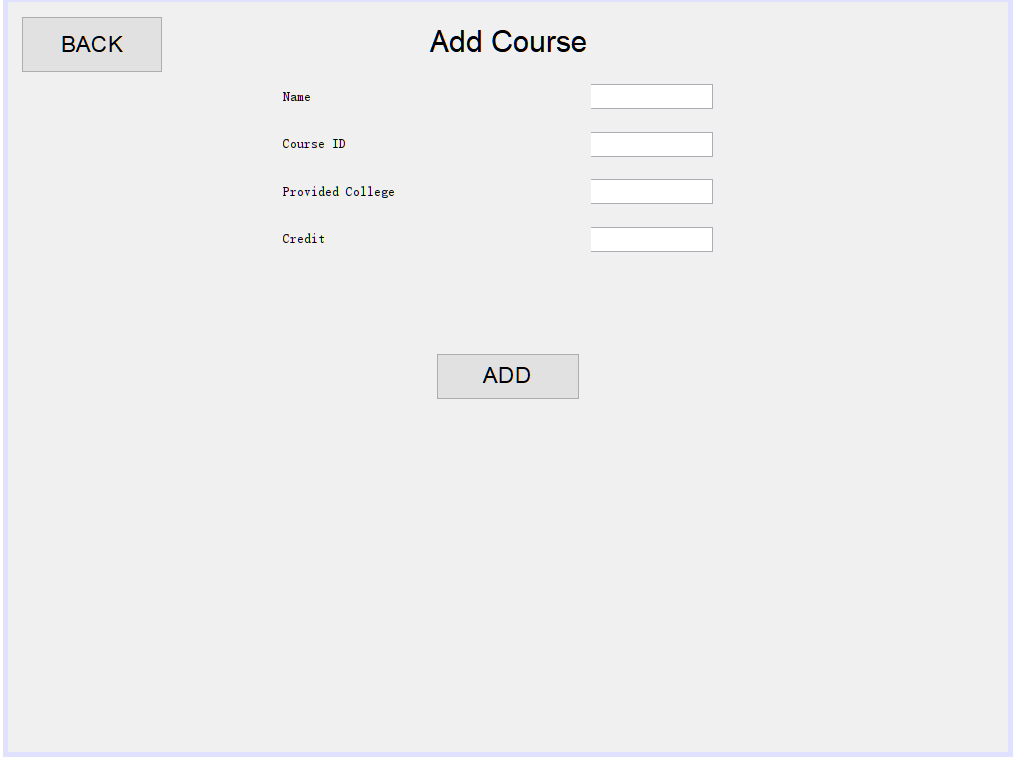 BACK
Add Course
Name
Course ID
Provided College
Credit
ADD